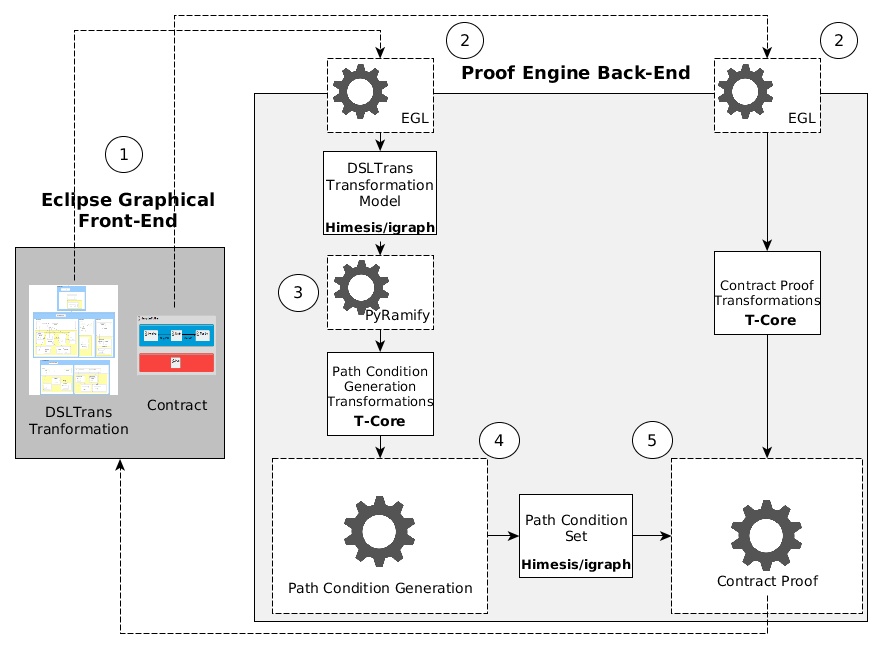 2
2
Proof Engine Back-End
EGL
EGL
1
DSLTrans
Transformation
Model
Himesis/igraph
Eclipse Graphical
Front-End
3
PyRamify
Contract Proof
Transformations
T-Core
Path Condition
Generation
Transformations
T-Core
DSLTrans
Tranformation
Contract
4
5
Path Condition
Set
Himesis/igraph
Path Condition Generation
Contract Proof